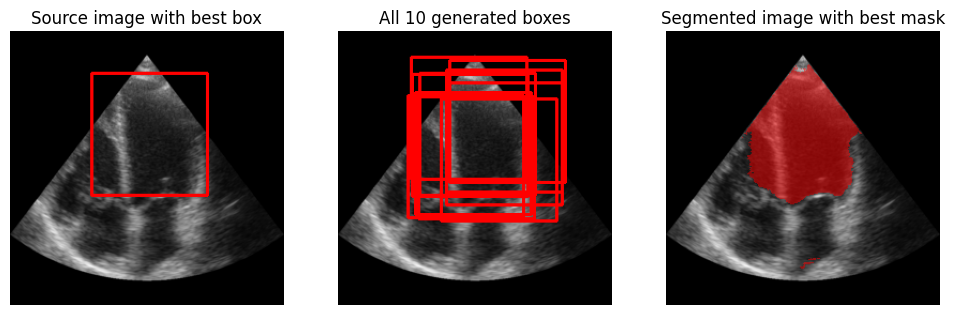 Source image with best box
All 10 generated boxes
Segmented image with best mask